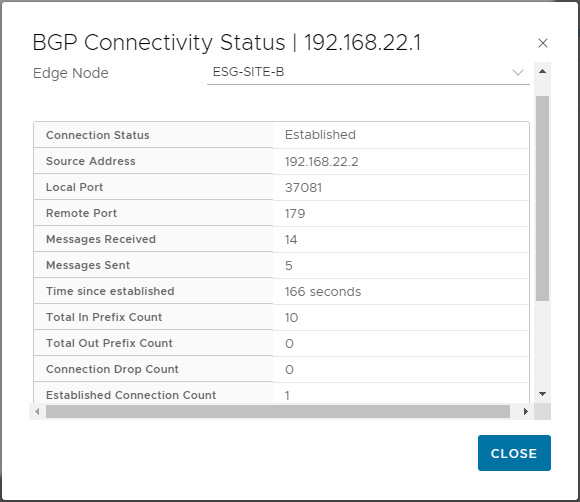 BGP Connectivity Status | 192.168.22.1
Edge Node ESG-SITE-B
Connection Status Established
Source Address 192.168.22.2
Local Port 37081
Remote Port 179
Messages Received 14
Messages Sent 5
Time since established 166 seconds
Total In Prefix Count 10
Total Out Prefix Count 0
Connection Drop Count 0
Established Connection Count 1
CLOSE